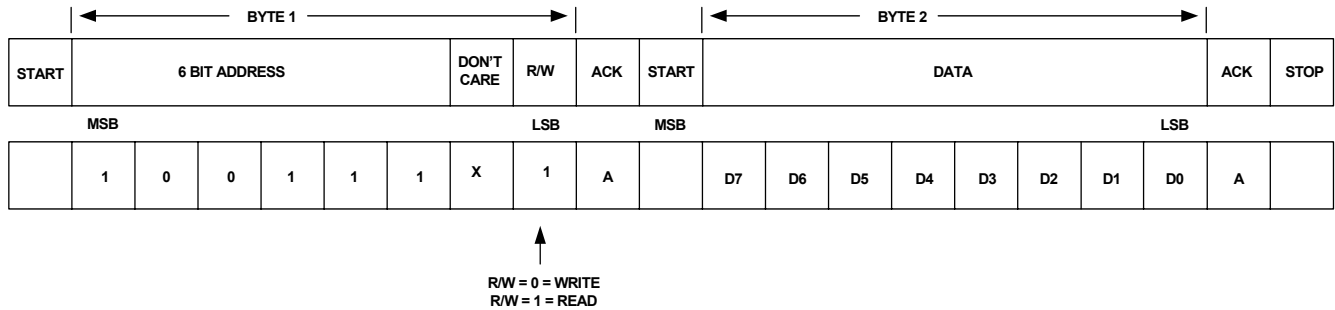 BYTE 1 BYTE 2
START 6 BIT ADDRESS DON'T CARE R/W ACK START DATA ACK STOP
MSB LSB MSB LSB
1 0 0 1 1 1 X 1 A D7 D6 D5 D4 D3 D2 D1 D0 A
R/W = 0 = WRITE
R/W = 1 = READ